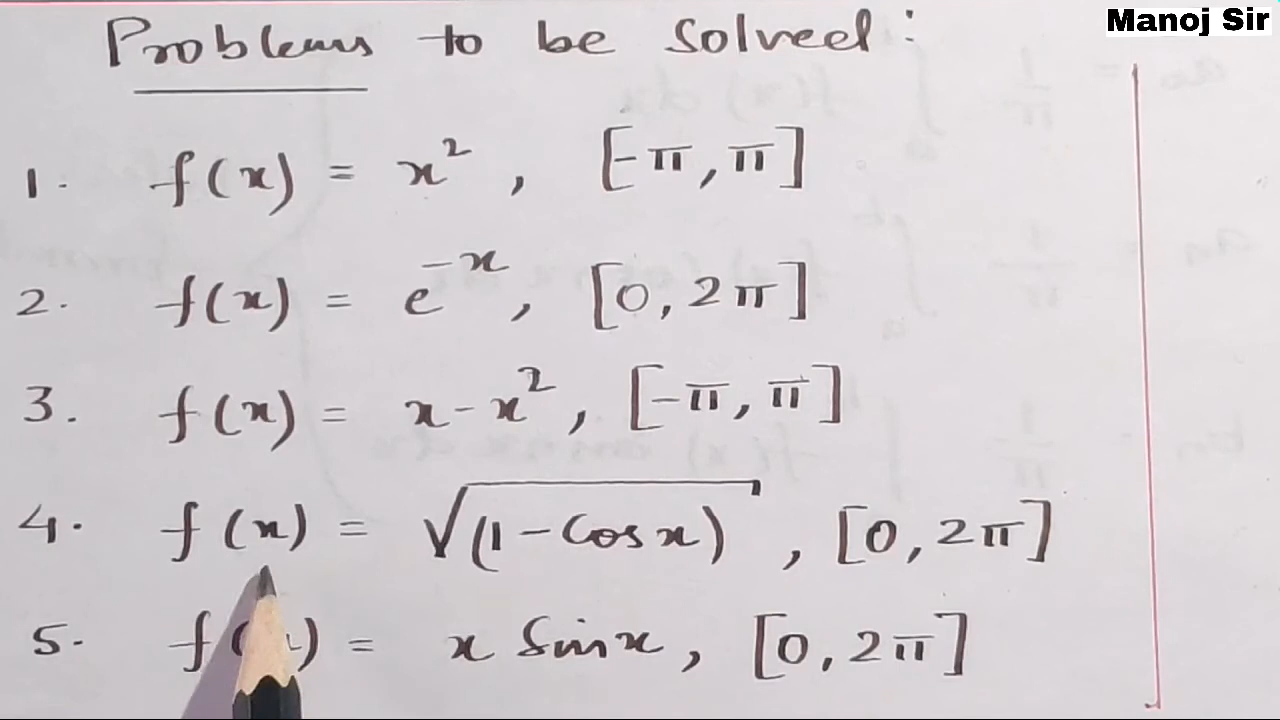 Manoj Sir
Problems to be solved :
1. f(x) = x², [-π, π]
2. f(x) = e⁻ˣ, [0, 2π]
3. f(x) = x - x², [-π, π]
4. f(x) = √(1 - Cos x) , [0, 2π]
5. f(x) = x Sin x, [0, 2π]